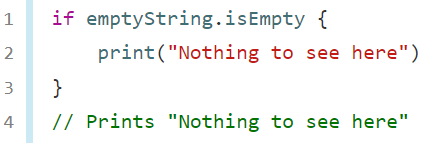 1 if emptyString.isEmpty {
2     print("Nothing to see here")
3 }
4 // Prints "Nothing to see here"